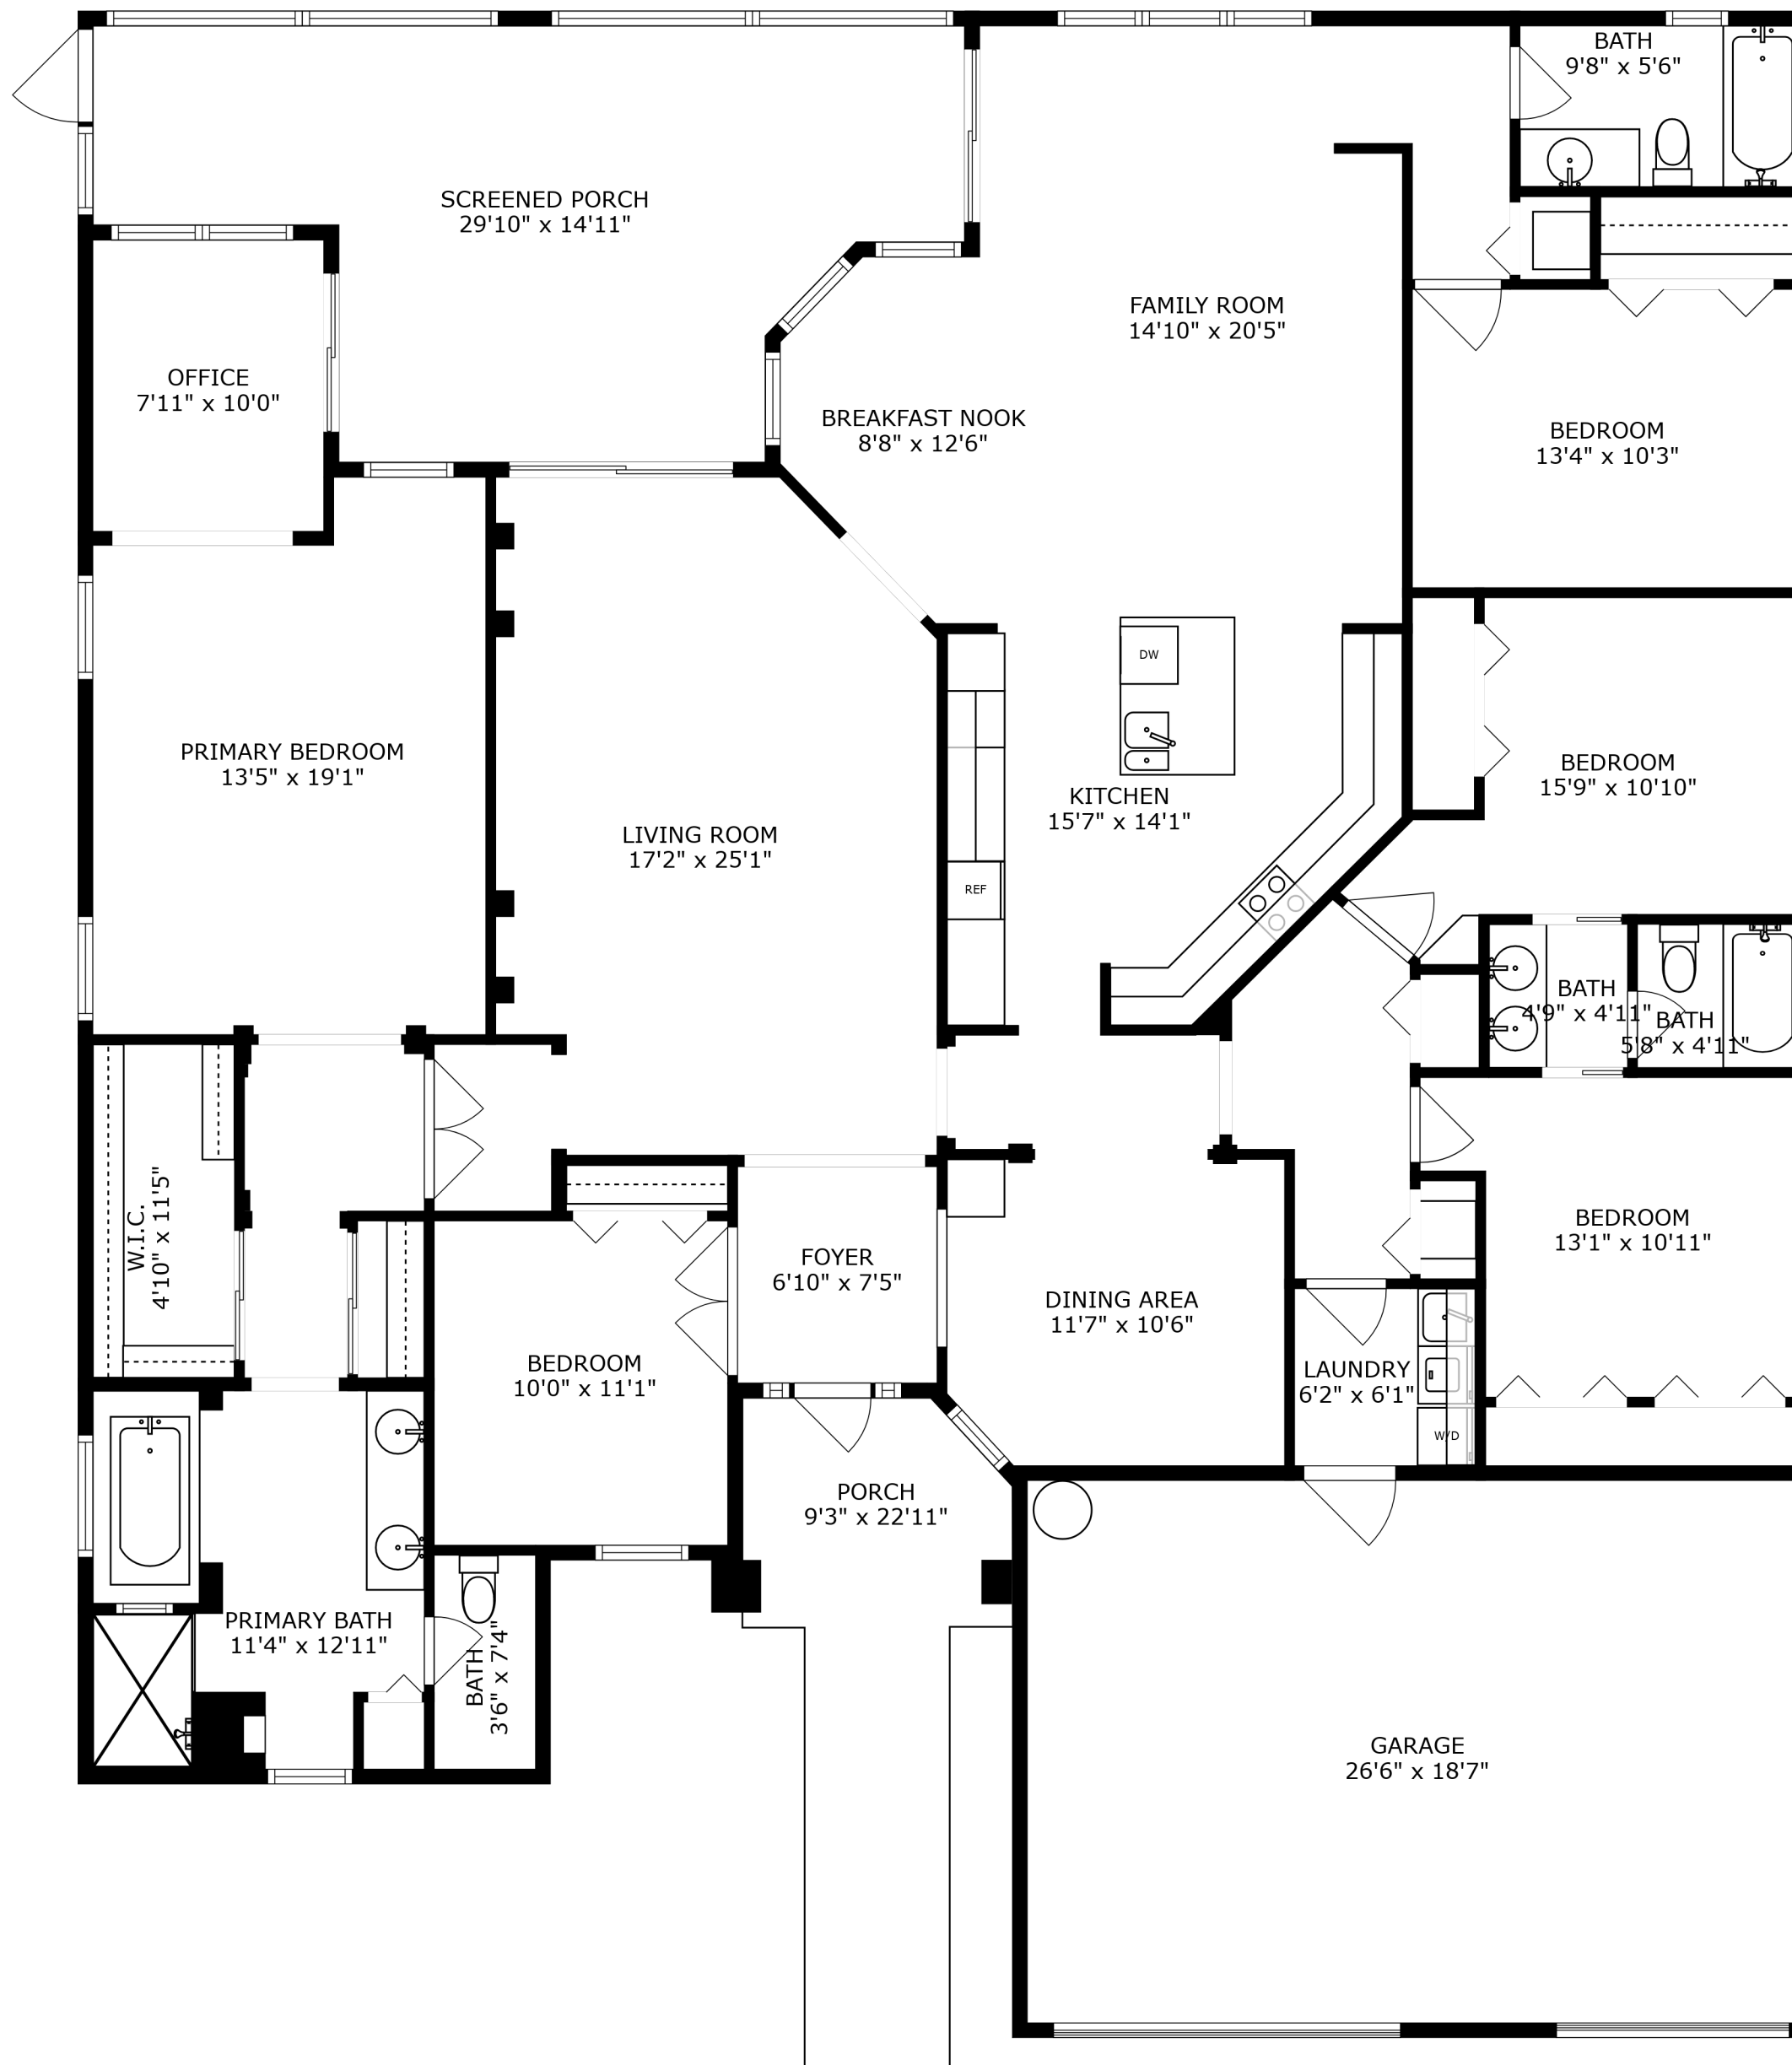 BATH
9'8" x 5'6"
SCREENED PORCH
29'10" x 14'11"
FAMILY ROOM
14'10" x 20'5"
OFFICE
7'11" x 10'0"
BREAKFAST NOOK
8'8" x 12'6"
BEDROOM
13'4" x 10'3"
DW
PRIMARY BEDROOM
13'5" x 19'1"
BEDROOM
15'9" x 10'10"
KITCHEN
15'7" x 14'1"
LIVING ROOM
17'2" x 25'1"
REF
BATH
4'9" x 4'11"
BATH
5'8" x 4'11"
W.I.C.
4'10" x 11'5"
BEDROOM
13'1" x 10'11"
FOYER
6'10" x 7'5"
DINING AREA
11'7" x 10'6"
BEDROOM
10'0" x 11'1"
LAUNDRY
6'2" x 6'1"
W/D
PORCH
9'3" x 22'11"
PRIMARY BATH
11'4" x 12'11"
BATH
3'6" x 7'4"
GARAGE
26'6" x 18'7"